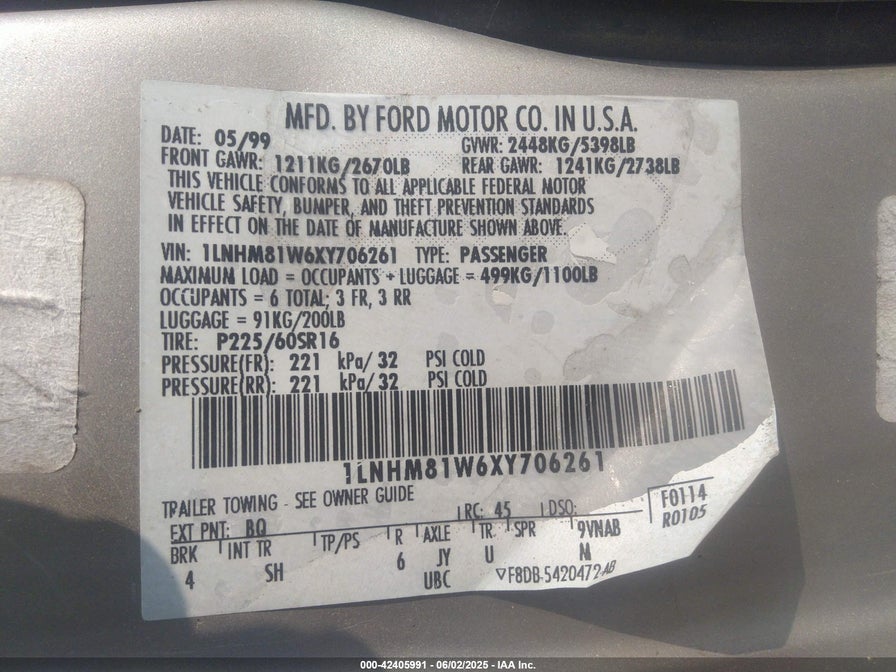 MFD. BY FORD MOTOR CO. IN U.S.A.
DATE: 05/99 GVWR: 2448KG/5398LB
FRONT GAWR: 1211KG/2670LB REAR GAWR: 1241KG/2738LB
THIS VEHICLE CONFORMS TO ALL APPLICABLE FEDERAL MOTOR
VEHICLE SAFETY, BUMPER, AND THEFT PREVENTION STANDARDS
IN EFFECT ON THE DATE OF MANUFACTURE SHOWN ABOVE.
VIN: 1LNHM81W6XY706261 TYPE: PASSENGER
MAXIMUM LOAD = OCCUPANTS + LUGGAGE = 499KG/1100LB
OCCUPANTS = 6 TOTAL; 3 FR, 3 RR
LUGGAGE = 91KG/200LB
TIRE: P225/60SR16
PRESSURE(FR): 221 kPa/ 32 PSI COLD
PRESSURE(RR): 221 kPa/ 32 PSI COLD
1LNHM81W6XY706261
TRAILER TOWING - SEE OWNER GUIDE
RC: 45 DSO: F0114
EXT PNT: BQ R0105
BRK INT TR TP/PS R AXLE TR SPR 9VNAB
4 SH 6 JY U N
UBC ▽F8DB-5420472-AB
000-42405991 - 06/02/2025 - IAA Inc.